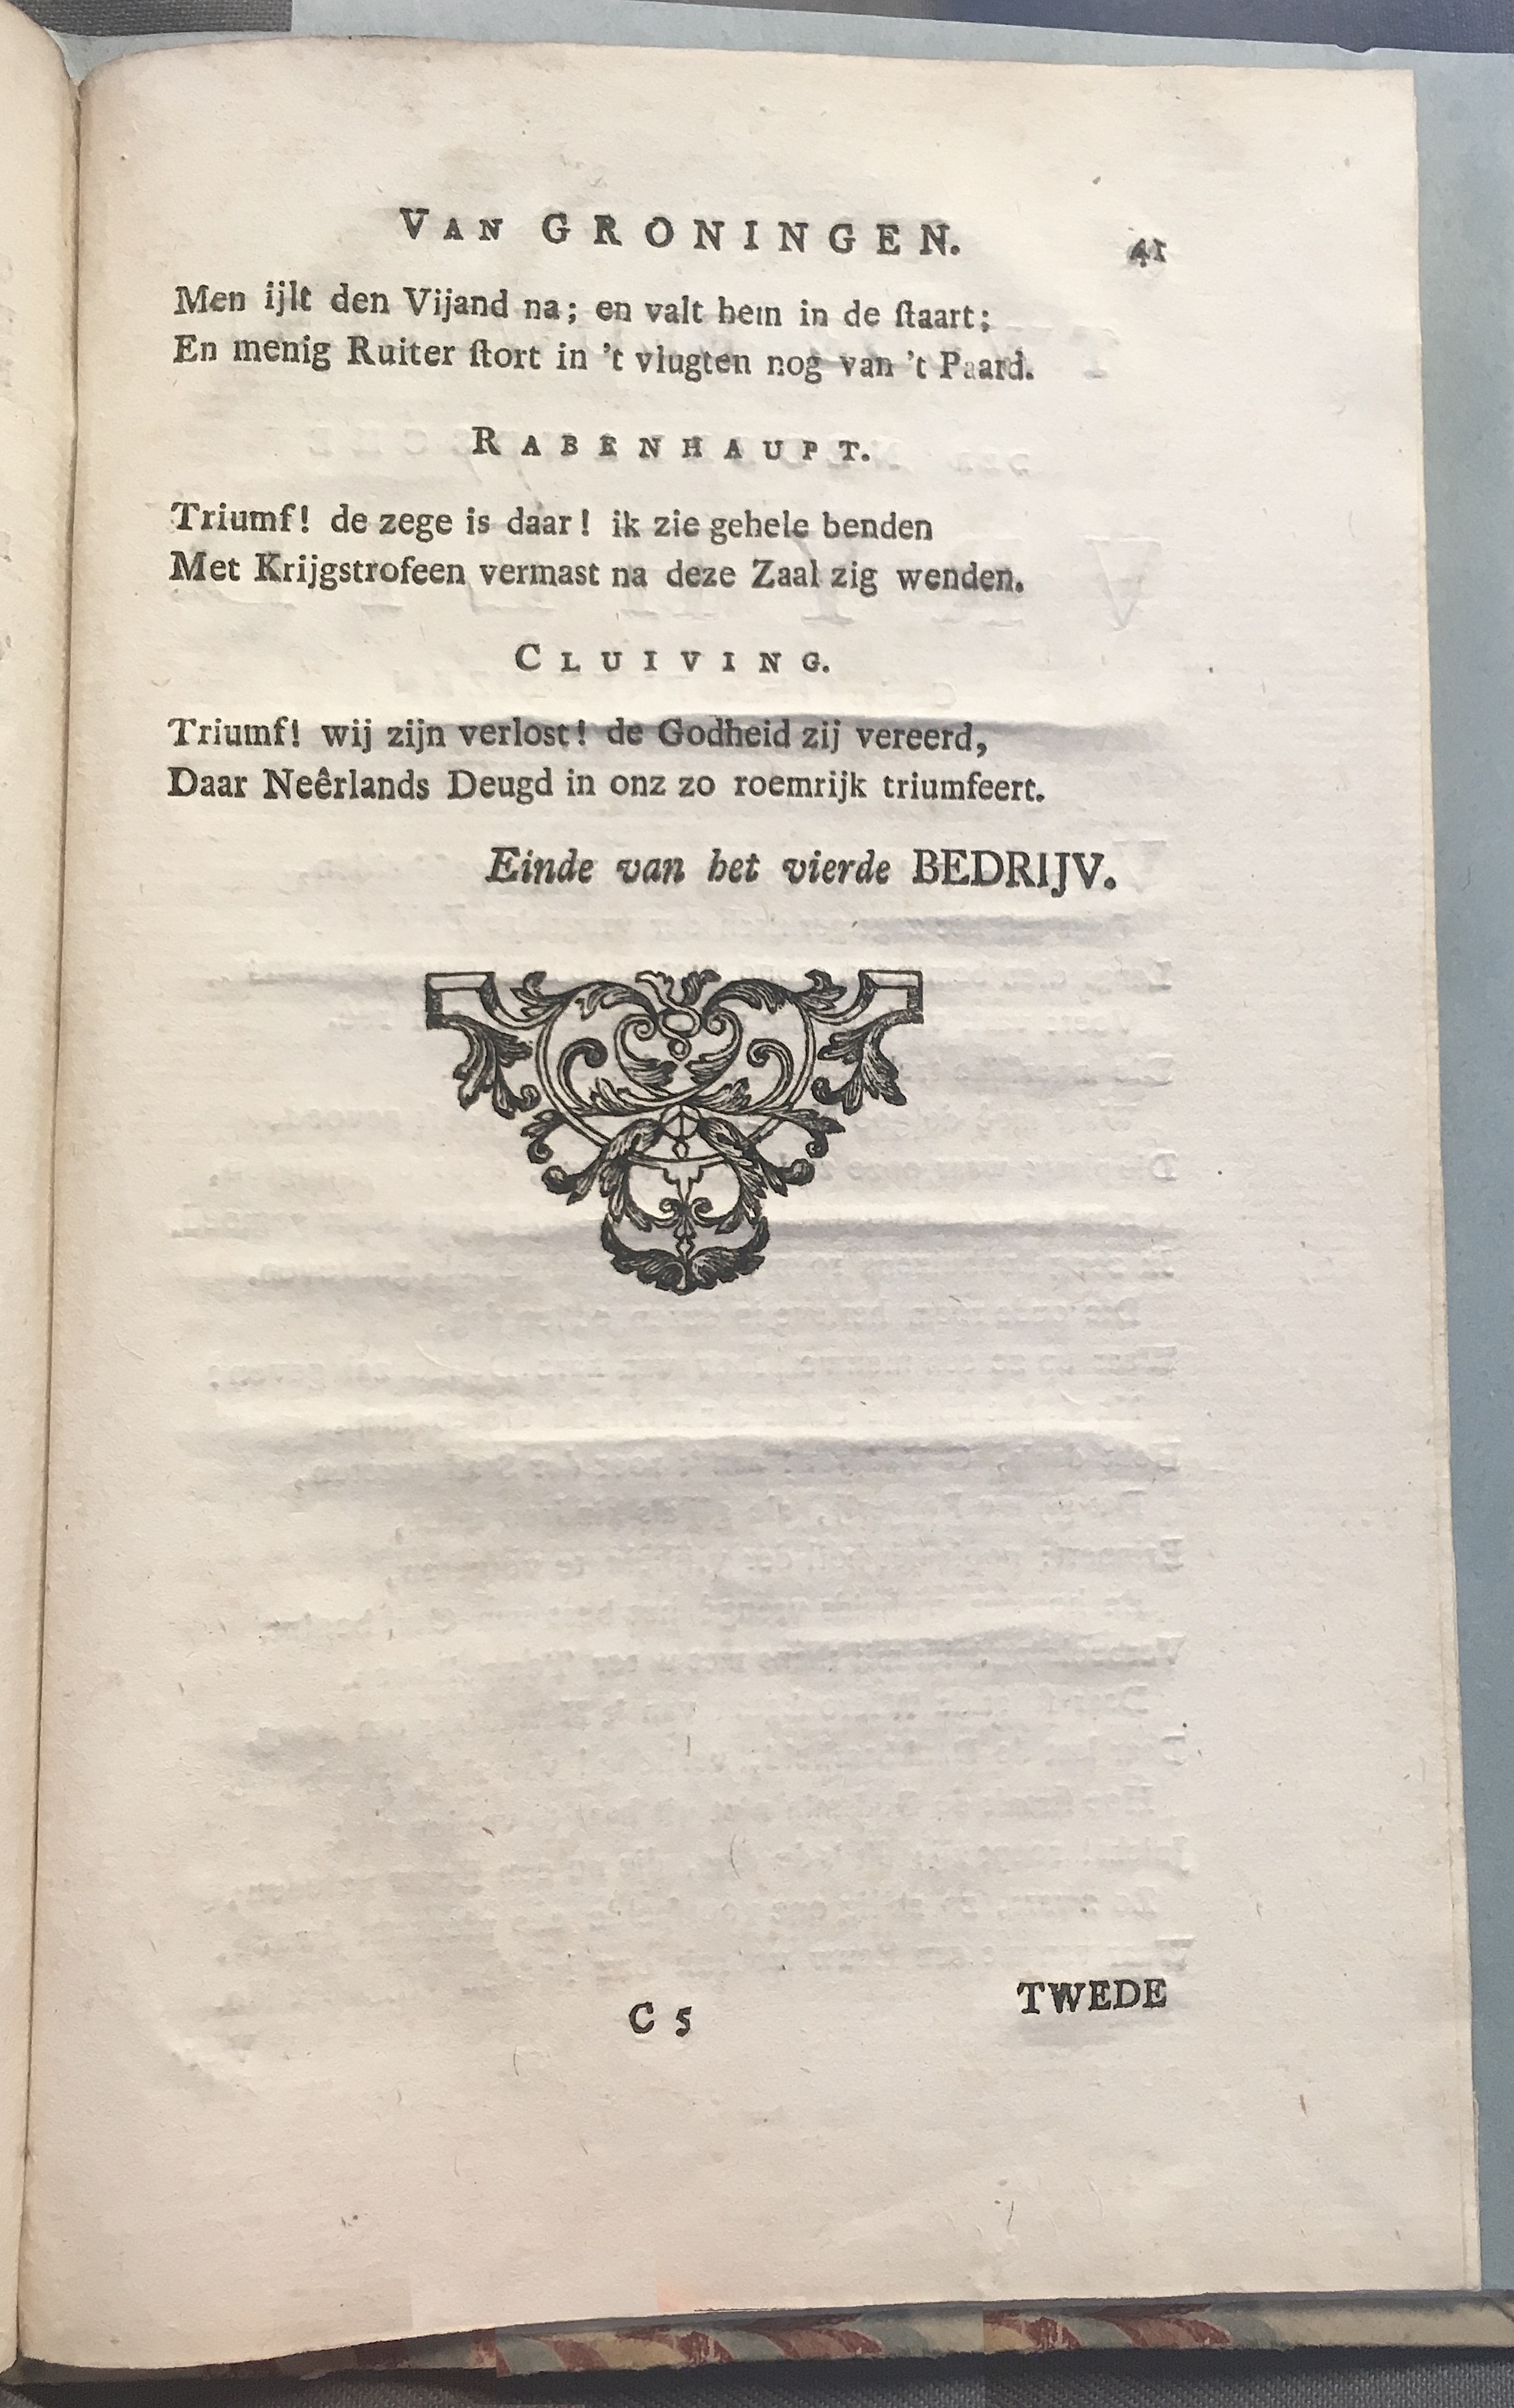 VAN GRONINGEN. 41
Men ijlt den Vijand na; en valt hem in de ſtaart;
En menig Ruiter ſtort in 't vlugten nog van 't Paard.
RABENHAUPT.
Triumf! de zege is daar! ik zie gehele benden
Met Krijgstrofeen vermast na deze Zaal zig wenden.
CLUIVING.
Triumf! wij zijn verlost! de Godheid zij vereerd,
Daar Neêrlands Deugd in onz zo roemrijk triumfeert.
Einde van het vierde BEDRIJV.
C 5 TWEDE